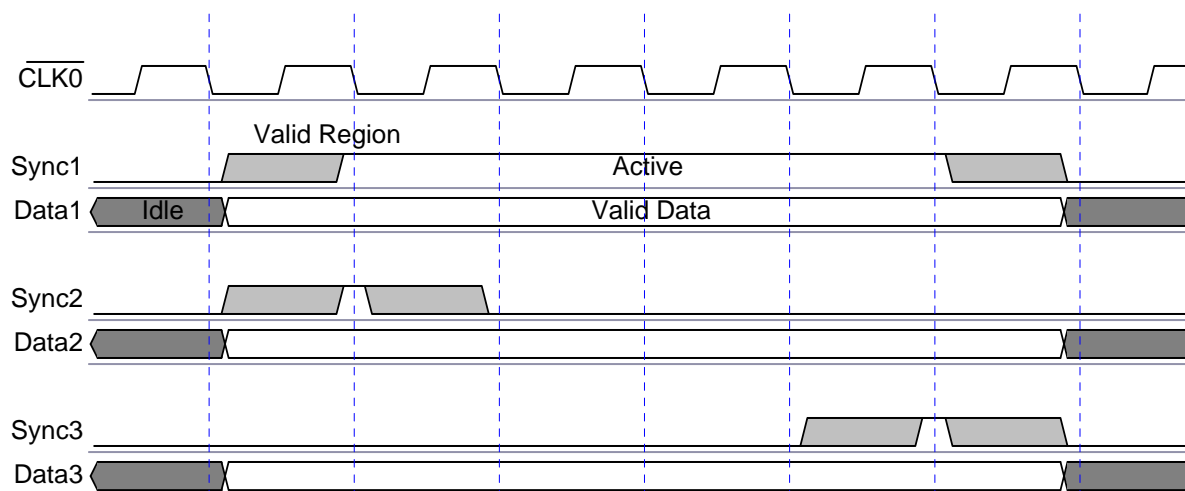 CLK0
Valid Region
Sync1
Active
Data1
Idle
Valid Data
Sync2
Data2
Sync3
Data3